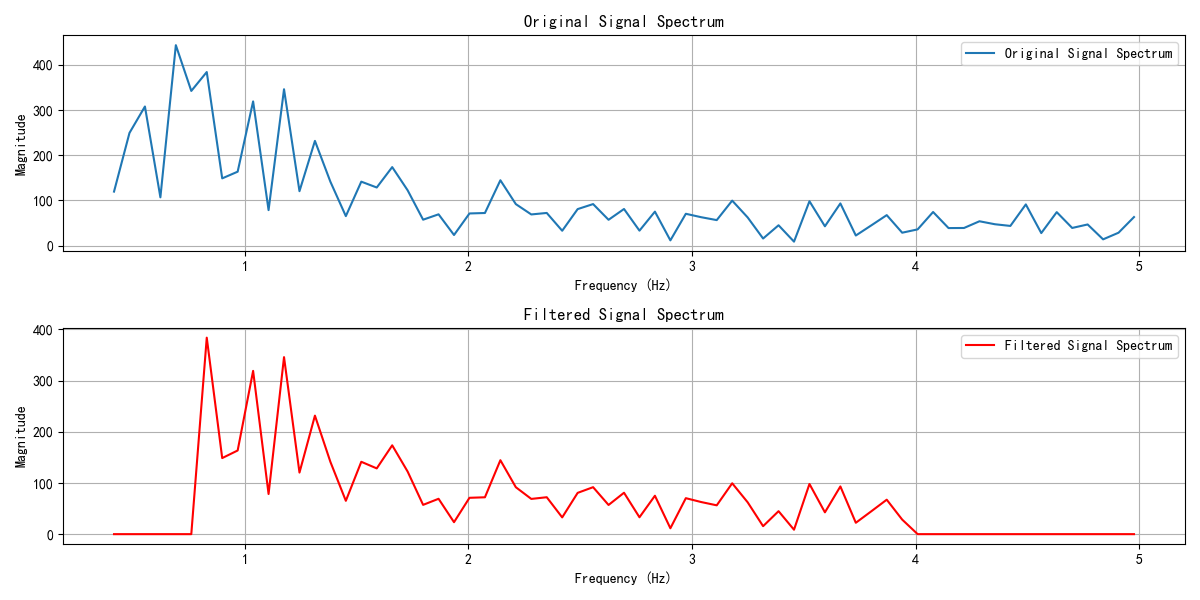 Original Signal Spectrum
Original Signal Spectrum
Magnitude
400
300
200
100
0
1 2 3 4 5
Frequency (Hz)
Filtered Signal Spectrum
Filtered Signal Spectrum
Magnitude
400
300
200
100
0
1 2 3 4 5
Frequency (Hz)